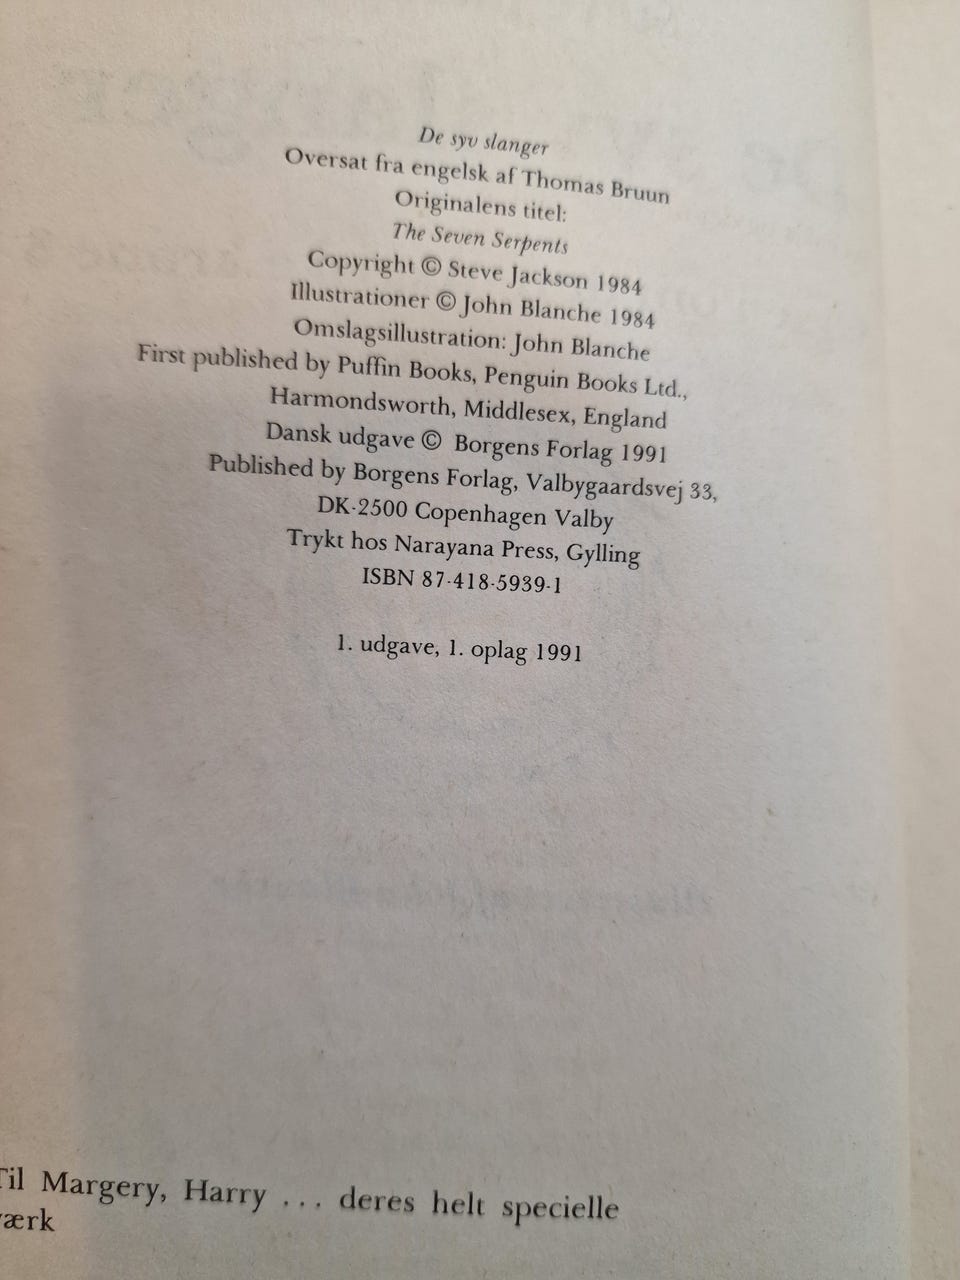 De syv slanger
Oversat fra engelsk af Thomas Bruun
Originalens titel:
The Seven Serpents
Copyright © Steve Jackson 1984
Illustrationer © John Blanche 1984
Omslagsillustration: John Blanche
First published by Puffin Books, Penguin Books Ltd.,
Harmondsworth, Middlesex, England
Dansk udgave © Borgens Forlag 1991
Published by Borgens Forlag, Valbygaardsvej 33,
DK-2500 Copenhagen Valby
Trykt hos Narayana Press, Gylling
ISBN 87-418-5939-1
1. udgave, 1. oplag 1991
Til Margery, Harry ... deres helt specielle
værk